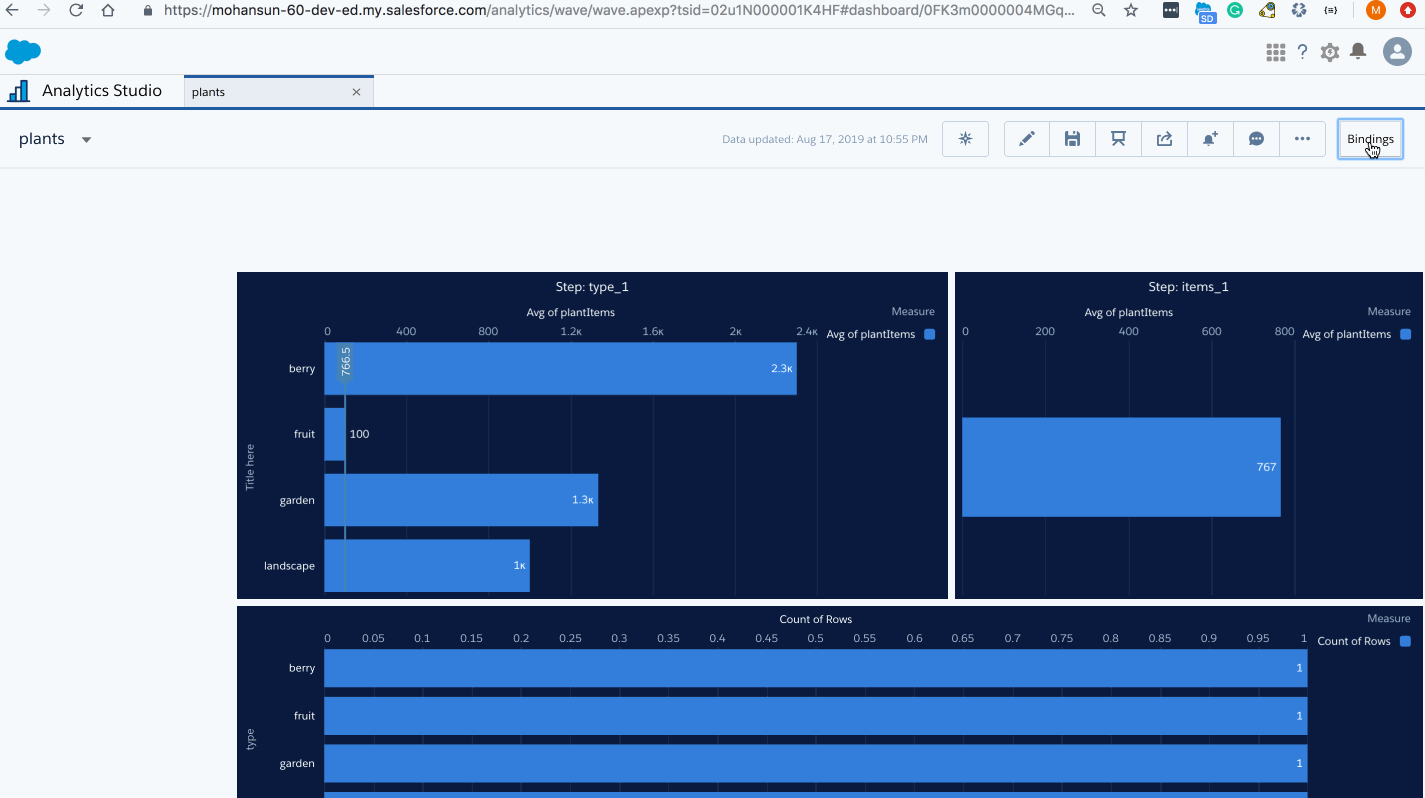 https://mohansun-60-dev-ed.my.salesforce.com/analytics/wave/wave.apexp?tsid=02u1N000001K4HF#dashboard/0FK3m0000004MGq...
SD
G
{=}
M
?
Analytics Studio
plants
plants
Data updated: Aug 17, 2019 at 10:55 PM
Bindings
Step: type_1
Avg of plantItems
Measure
0 400 800 1.2K 1.6K 2K 2.4K
Avg of plantItems
766.5
berry 2.3K
fruit 100
Title here
garden 1.3K
landscape 1K
Step: items_1
Avg of plantItems
Measure
0 200 400 600 800
Avg of plantItems
767
Count of Rows
Measure
0 0.05 0.1 0.15 0.2 0.25 0.3 0.35 0.4 0.45 0.5 0.55 0.6 0.65 0.7 0.75 0.8 0.85 0.9 0.95 1
Count of Rows
berry 1
fruit 1
type
garden 1